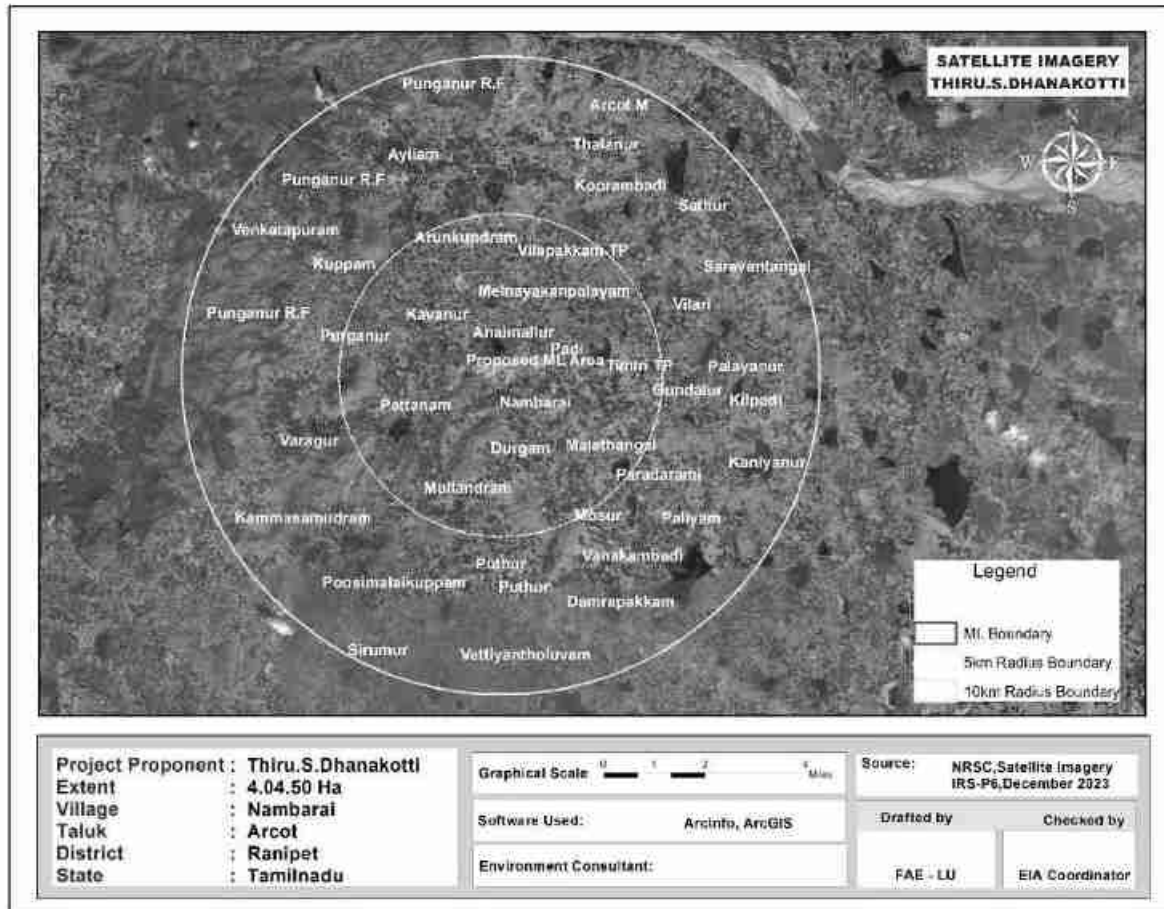 SATELLITE IMAGERY
THIRU.S.DHANAKOTTI
N
W E
S
Punganur R.F
Arcot M
Thalanur
Ayilam
Punganur R.F
Koprambadi
Sathur
Venkatapuram
Arunkundram
Vilapakkam TP
Kuppam
Saraventangal
Melnayakanpalayam
Vilari
Punganur R.F
Kavanur
Punganur
Anaimallur
Padi
Proposed ML Area
Timiri TP
Palayanur
Gundalur
Pattanam
Nambarai
Kilpadi
Varagur
Durgam
Malathangal
Kaniyanur
Paradarami
Mullandram
Kammasamudram
Mosur
Paliyam
Vanakambadi
Puthur
Poosimalaikuppam
Puthur
Damrapakkam
Sirumur
Vettiyantholuvam
Legend
ML Boundary
5km Radius Boundary
10km Radius Boundary
Project Proponent : Thiru.S.Dhanakotti
Extent : 4.04.50 Ha
Village : Nambarai
Taluk : Arcot
District : Ranipet
State : Tamilnadu
Graphical Scale 0 1 2 4 Miles
Software Used: Arcinfo, ArcGIS
Environment Consultant:
Source: NRSC,Satellite Imagery
IRS-P6,December 2023
Drafted by Checked by
FAE - LU EIA Coordinator